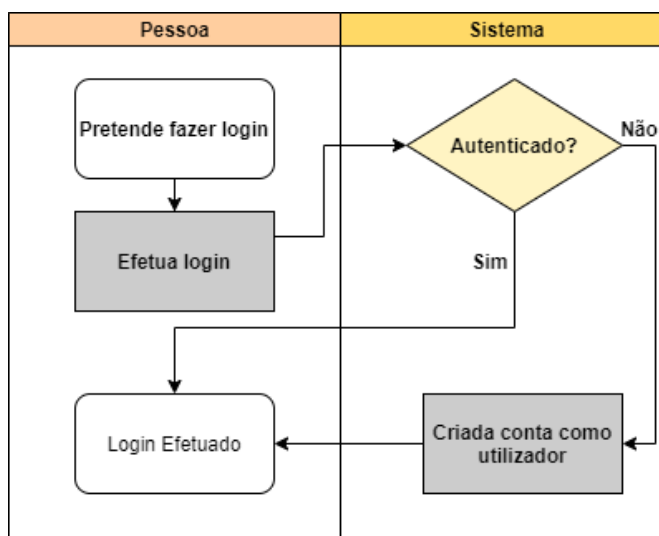 Pessoa
Sistema
Pretende fazer login
Autenticado?
Não
Efetua login
Sim
Login Efetuado
Criada conta como
utilizador